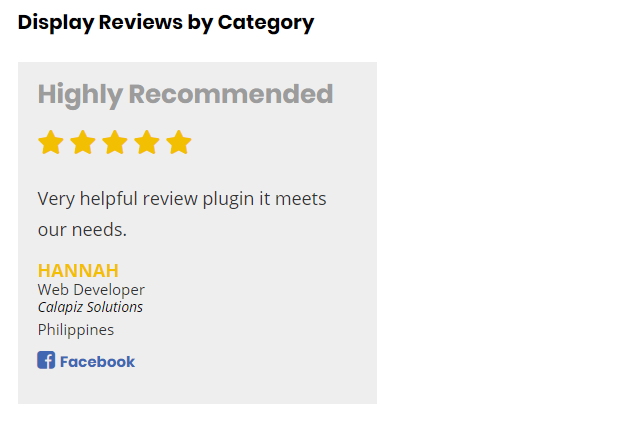 Display Reviews by Category
Highly Recommended
Very helpful review plugin it meets
our needs.
HANNAH
Web Developer
Calapiz Solutions
Philippines
Facebook